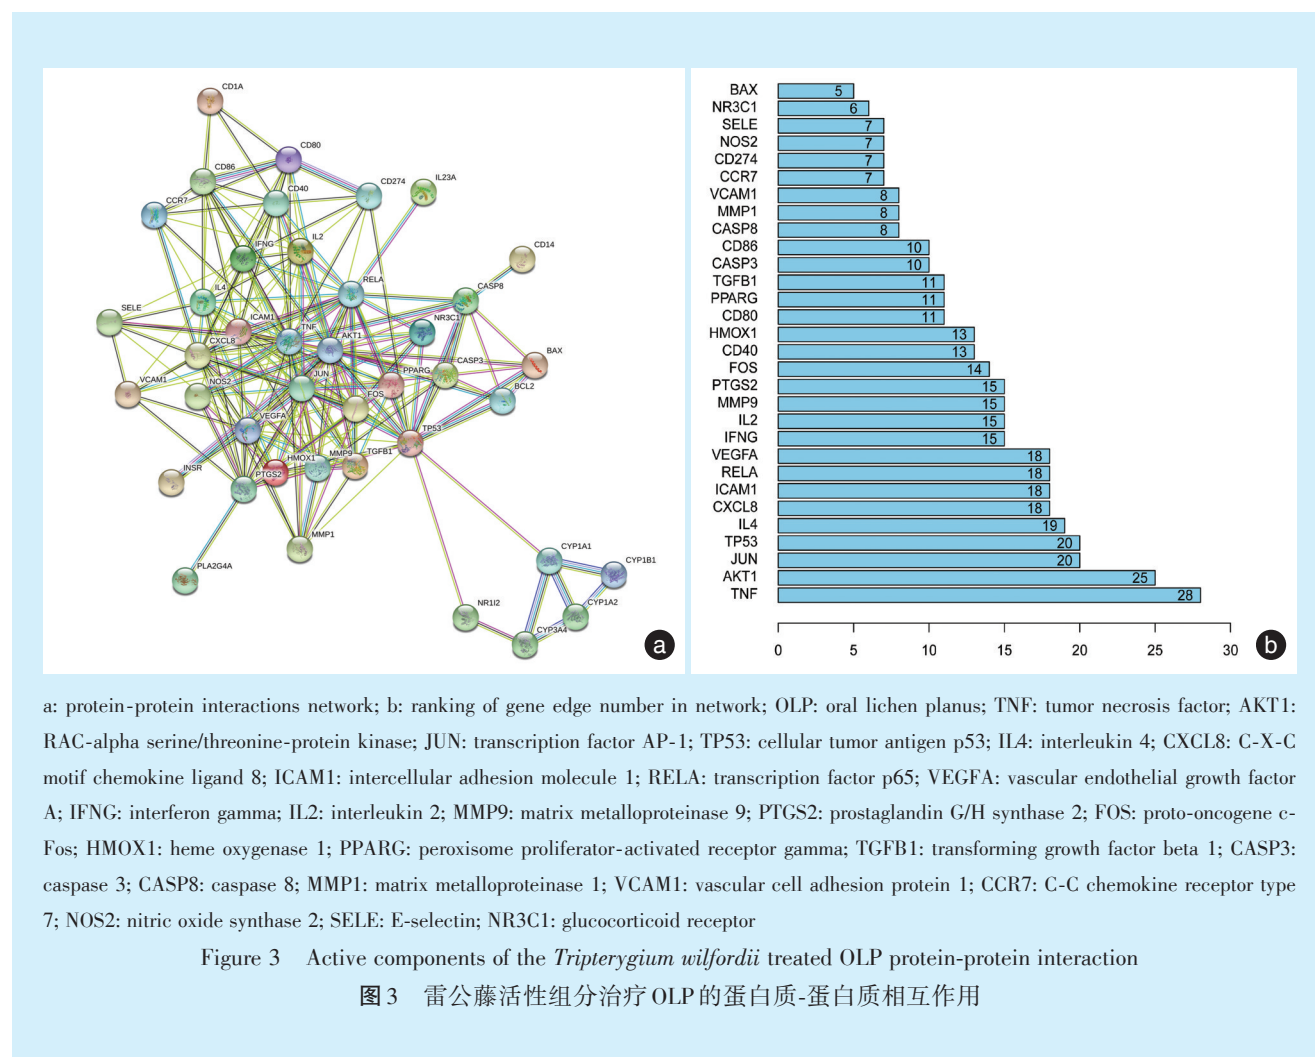 CD1A
CD80
CD86
CD40
CD274
IL23A
CCR7
IFNG
IL2
CD14
RELA
IL4
CASP8
SELE
ICAM1
TNF
AKT1
NR3C1
CXCL8
BAX
CASP3
PPARG
JUN
VCAM1
NOS2
BCL2
FOS
VEGFA
TP53
INSR
PTGS2
HMOX1
MMP9
TGFB1
MMP1
PLA2G4A
CYP1A1
CYP1B1
NR1I2
CYP1A2
CYP3A4
a
BAX 5
NR3C1 6
SELE 7
NOS2 7
CD274 7
CCR7 7
VCAM1 8
MMP1 8
CASP8 8
CD86 10
CASP3 10
TGFB1 11
PPARG 11
CD80 11
HMOX1 13
CD40 13
FOS 14
PTGS2 15
MMP9 15
IL2 15
IFNG 15
VEGFA 18
RELA 18
ICAM1 18
CXCL8 18
IL4 19
TP53 20
JUN 20
AKT1 25
TNF 28
0 5 10 15 20 25 30
b
a: protein-protein interactions network; b: ranking of gene edge number in network; OLP: oral lichen planus; TNF: tumor necrosis factor; AKT1:
RAC-alpha serine/threonine-protein kinase; JUN: transcription factor AP-1; TP53: cellular tumor antigen p53; IL4: interleukin 4; CXCL8: C-X-C
motif chemokine ligand 8; ICAM1: intercellular adhesion molecule 1; RELA: transcription factor p65; VEGFA: vascular endothelial growth factor
A; IFNG: interferon gamma; IL2: interleukin 2; MMP9: matrix metalloproteinase 9; PTGS2: prostaglandin G/H synthase 2; FOS: proto-oncogene c-
Fos; HMOX1: heme oxygenase 1; PPARG: peroxisome proliferator-activated receptor gamma; TGFB1: transforming growth factor beta 1; CASP3:
caspase 3; CASP8: caspase 8; MMP1: matrix metalloproteinase 1; VCAM1: vascular cell adhesion protein 1; CCR7: C-C chemokine receptor type
7; NOS2: nitric oxide synthase 2; SELE: E-selectin; NR3C1: glucocorticoid receptor
Figure 3 Active components of the Tripterygium wilfordii treated OLP protein-protein interaction
图3 雷公藤活性组分治疗OLP的蛋白质-蛋白质相互作用